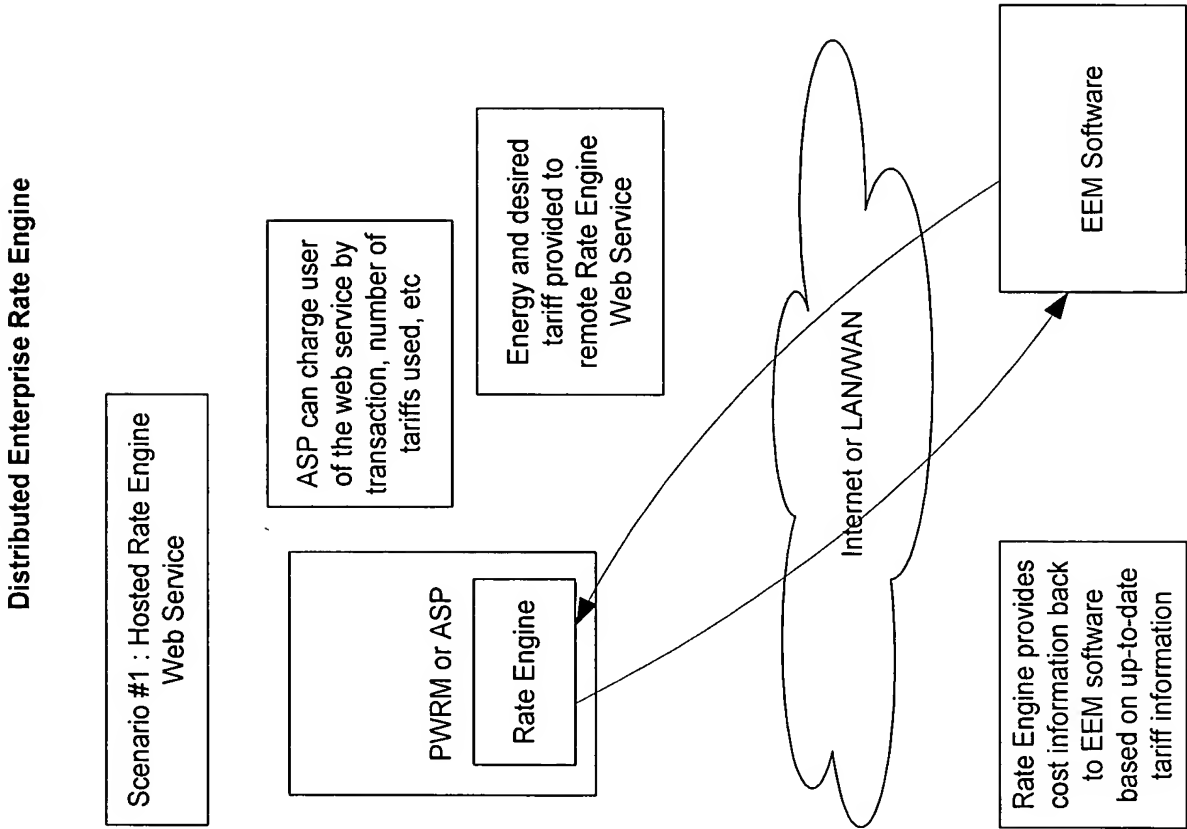 Distributed Enterprise Rate Engine
Scenario #1 : Hosted Rate Engine
Web Service
ASP can charge user
of the web service by
transaction, number of
tariffs used, etc
PWRM or ASP
Rate Engine
Energy and desired
tariff provided to
remote Rate Engine
Web Service
Internet or LAN/WAN
Rate Engine provides
cost information back
to EEM software
based on up-to-date
tariff information
EEM Software